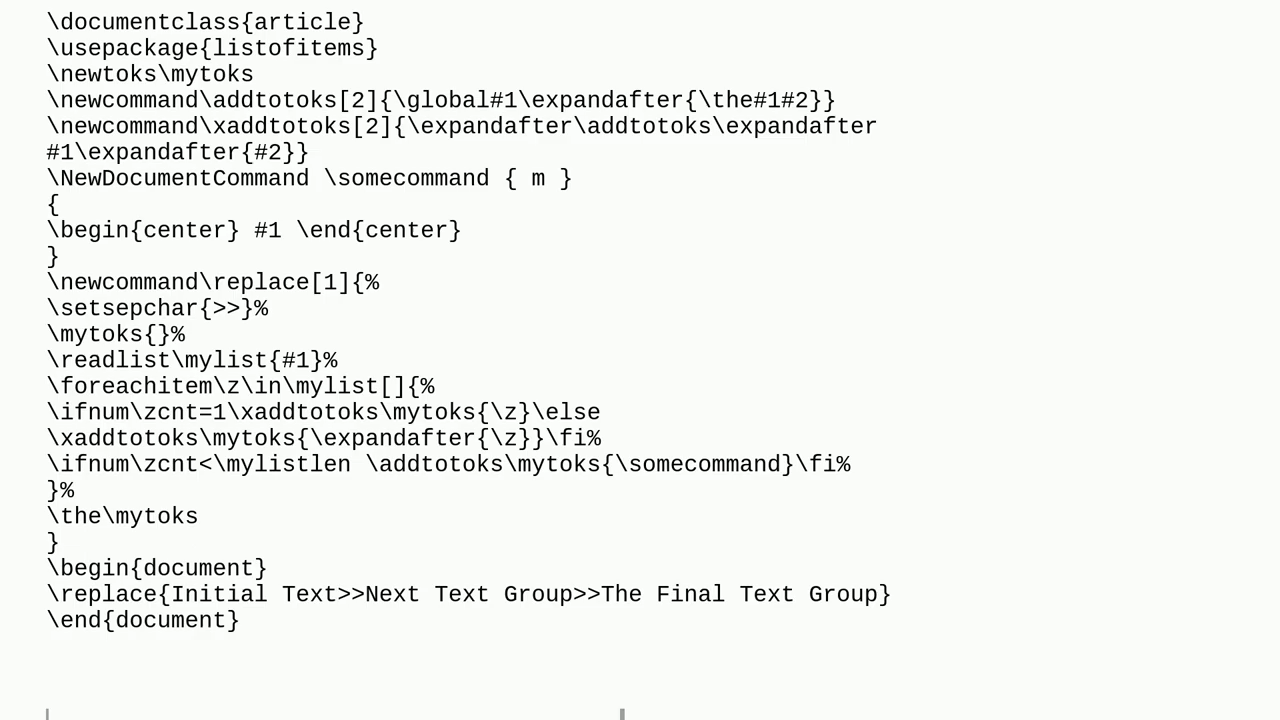 \documentclass{article}
\usepackage{listofitems}
\newtoks\mytoks
\newcommand\addtotoks[2]{\global#1\expandafter{\the#1#2}}
\newcommand\xaddtotoks[2]{\expandafter\addtotoks\expandafter
#1\expandafter{#2}}
\NewDocumentCommand \somecommand { m }
{
\begin{center} #1 \end{center}
}
\newcommand\replace[1]{%
\setsepchar{>>}%
\mytoks{}%
\readlist\mylist{#1}%
\foreachitem\z\in\mylist[]{%
\ifnum\zcnt=1\xaddtotoks\mytoks{\z}\else
\xaddtotoks\mytoks{\expandafter{\z}}\fi%
\ifnum\zcnt<\mylistlen \addtotoks\mytoks{\somecommand}\fi%
}%
\the\mytoks
}
\begin{document}
\replace{Initial Text>>Next Text Group>>The Final Text Group}
\end{document}